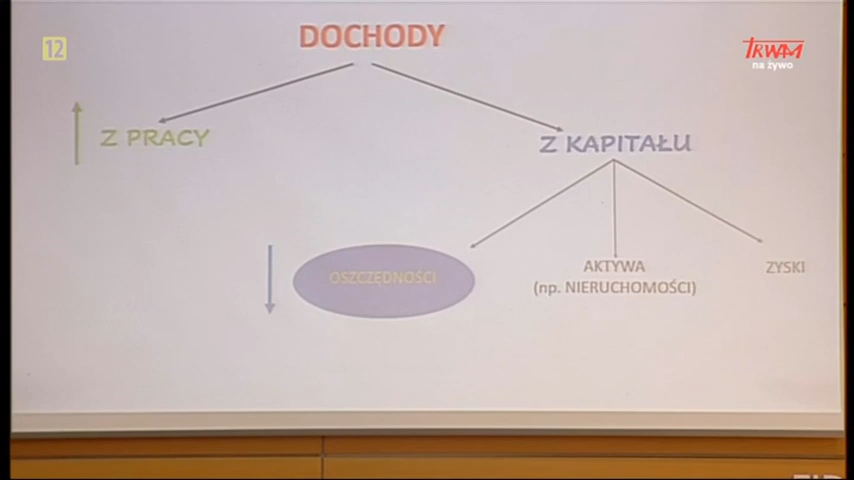 12
DOCHODY
TRWAM
na żywo
Z PRACY
Z KAPITAŁU
OSZCZĘDNOŚCI
AKTYWA
(np. NIERUCHOMOŚCI)
ZYSKI